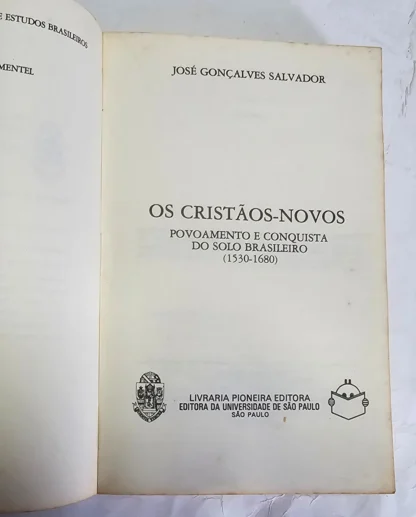 E ESTUDOS BRASILEIROS
MENTEL
JOSÉ GONÇALVES SALVADOR
OS CRISTÃOS-NOVOS
POVOAMENTO E CONQUISTA
DO SOLO BRASILEIRO
(1530-1680)
LIVRARIA PIONEIRA EDITORA
EDITORA DA UNIVERSIDADE DE SÃO PAULO
SÃO PAULO